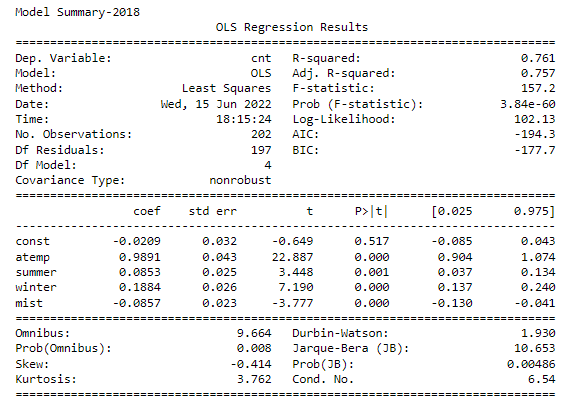 Model Summary-2018
OLS Regression Results
==============================================================================
Dep. Variable: cnt R-squared: 0.761
Model: OLS Adj. R-squared: 0.757
Method: Least Squares F-statistic: 157.2
Date: Wed, 15 Jun 2022 Prob (F-statistic): 3.84e-60
Time: 18:15:24 Log-Likelihood: 102.13
No. Observations: 202 AIC: -194.3
Df Residuals: 197 BIC: -177.7
Df Model: 4
Covariance Type: nonrobust
==============================================================================
coef std err t P>|t| [0.025 0.975]
------------------------------------------------------------------------------
const -0.0209 0.032 -0.649 0.517 -0.085 0.043
atemp 0.9891 0.043 22.887 0.000 0.904 1.074
summer 0.0853 0.025 3.448 0.001 0.037 0.134
winter 0.1884 0.026 7.190 0.000 0.137 0.240
mist -0.0857 0.023 -3.777 0.000 -0.130 -0.041
==============================================================================
Omnibus: 9.664 Durbin-Watson: 1.930
Prob(Omnibus): 0.008 Jarque-Bera (JB): 10.653
Skew: -0.414 Prob(JB): 0.00486
Kurtosis: 3.762 Cond. No. 6.54
==============================================================================